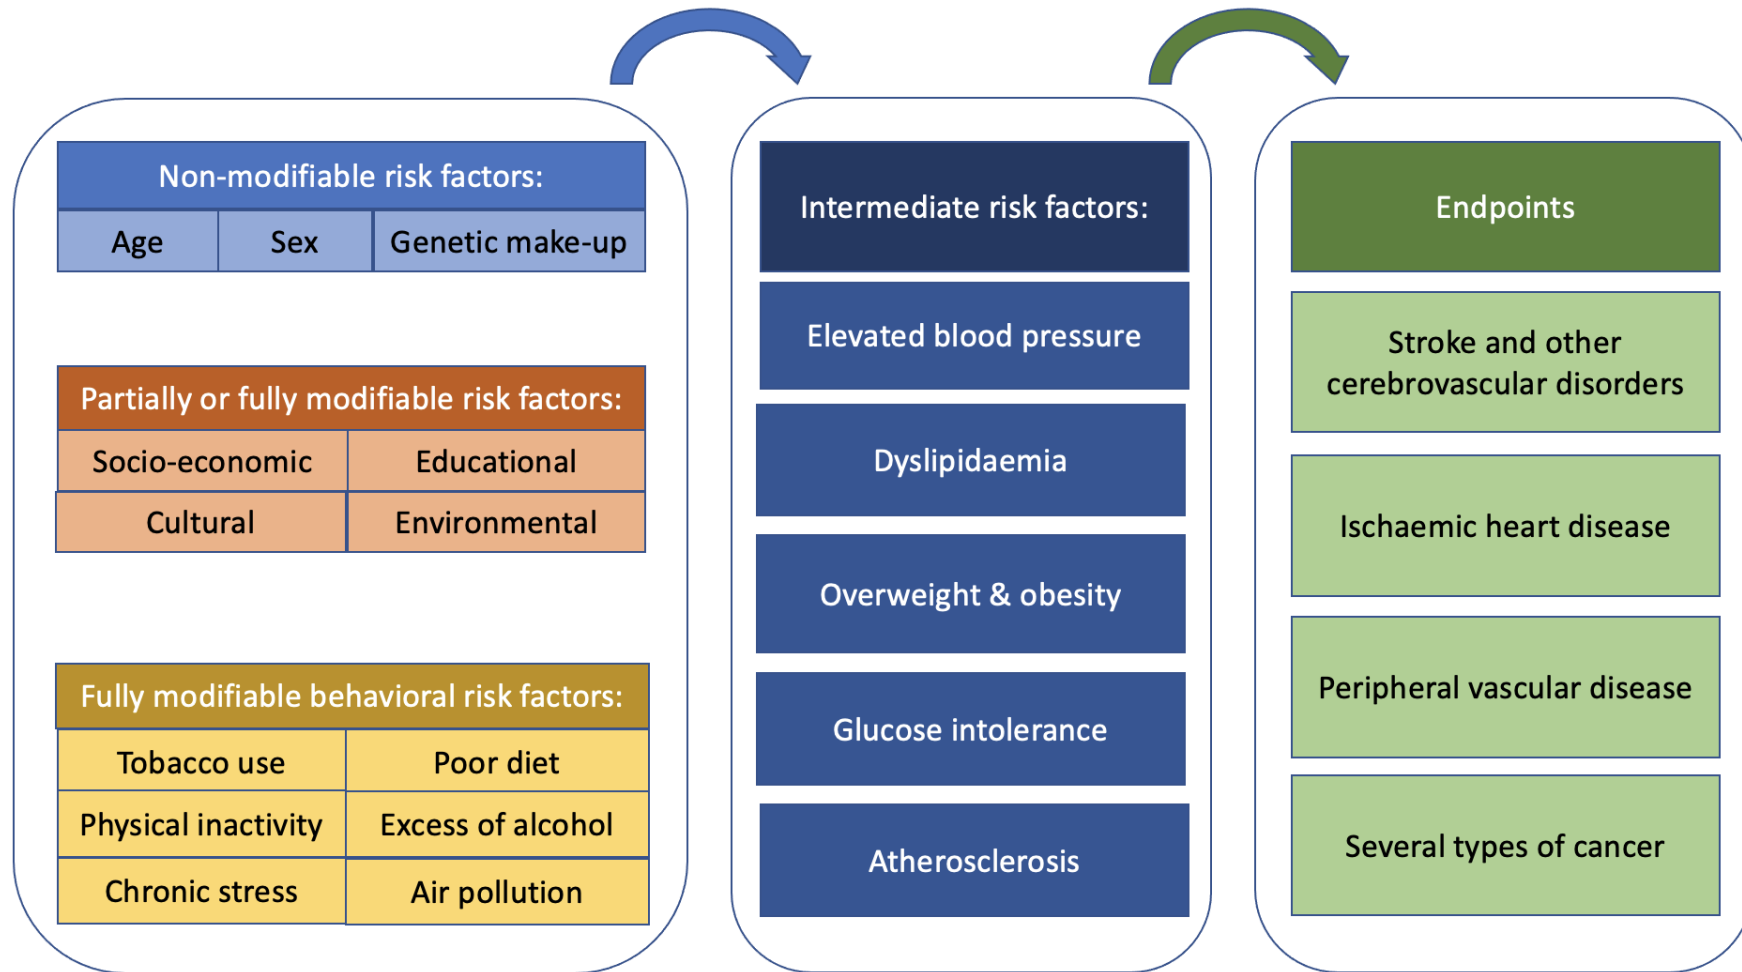 Non-modifiable risk factors:
Age
Sex
Genetic make-up
Partially or fully modifiable risk factors:
Socio-economic
Educational
Cultural
Environmental
Fully modifiable behavioral risk factors:
Tobacco use
Poor diet
Physical inactivity
Excess of alcohol
Chronic stress
Air pollution
Intermediate risk factors:
Elevated blood pressure
Dyslipidaemia
Overweight & obesity
Glucose intolerance
Atherosclerosis
Endpoints
Stroke and other
cerebrovascular disorders
Ischaemic heart disease
Peripheral vascular disease
Several types of cancer